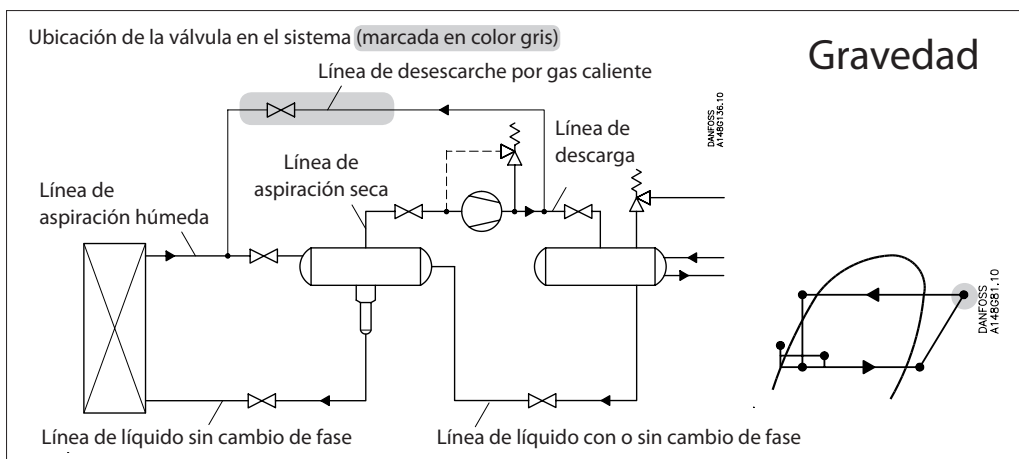 Ubicación de la válvula en el sistema (marcada en color gris)
Gravedad
Línea de desescarche por gas caliente
DANFOSS
A148G136.10
Línea de
descarga
Línea de
aspiración seca
Línea de
aspiración húmeda
DANFOSS
A148G81.10
Línea de líquido sin cambio de fase
Línea de líquido con o sin cambio de fase